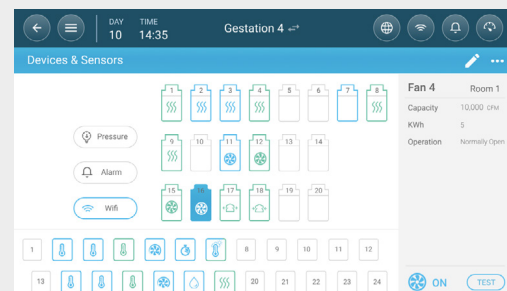 DAY TIME
10 14:35
Gestation 4
Devices & Sensors
Fan 4 Room 1
Capacity 10,000 CFM
KWh 5
Operation Normally Open
1 2 3 4 5 6 7 8
Pressure
9 10 11 12 13 14
Alarm
Wifi
15 16 17 18 19 20
1 8 9 10 11 12
13 20 21 22 23 24
ON TEST